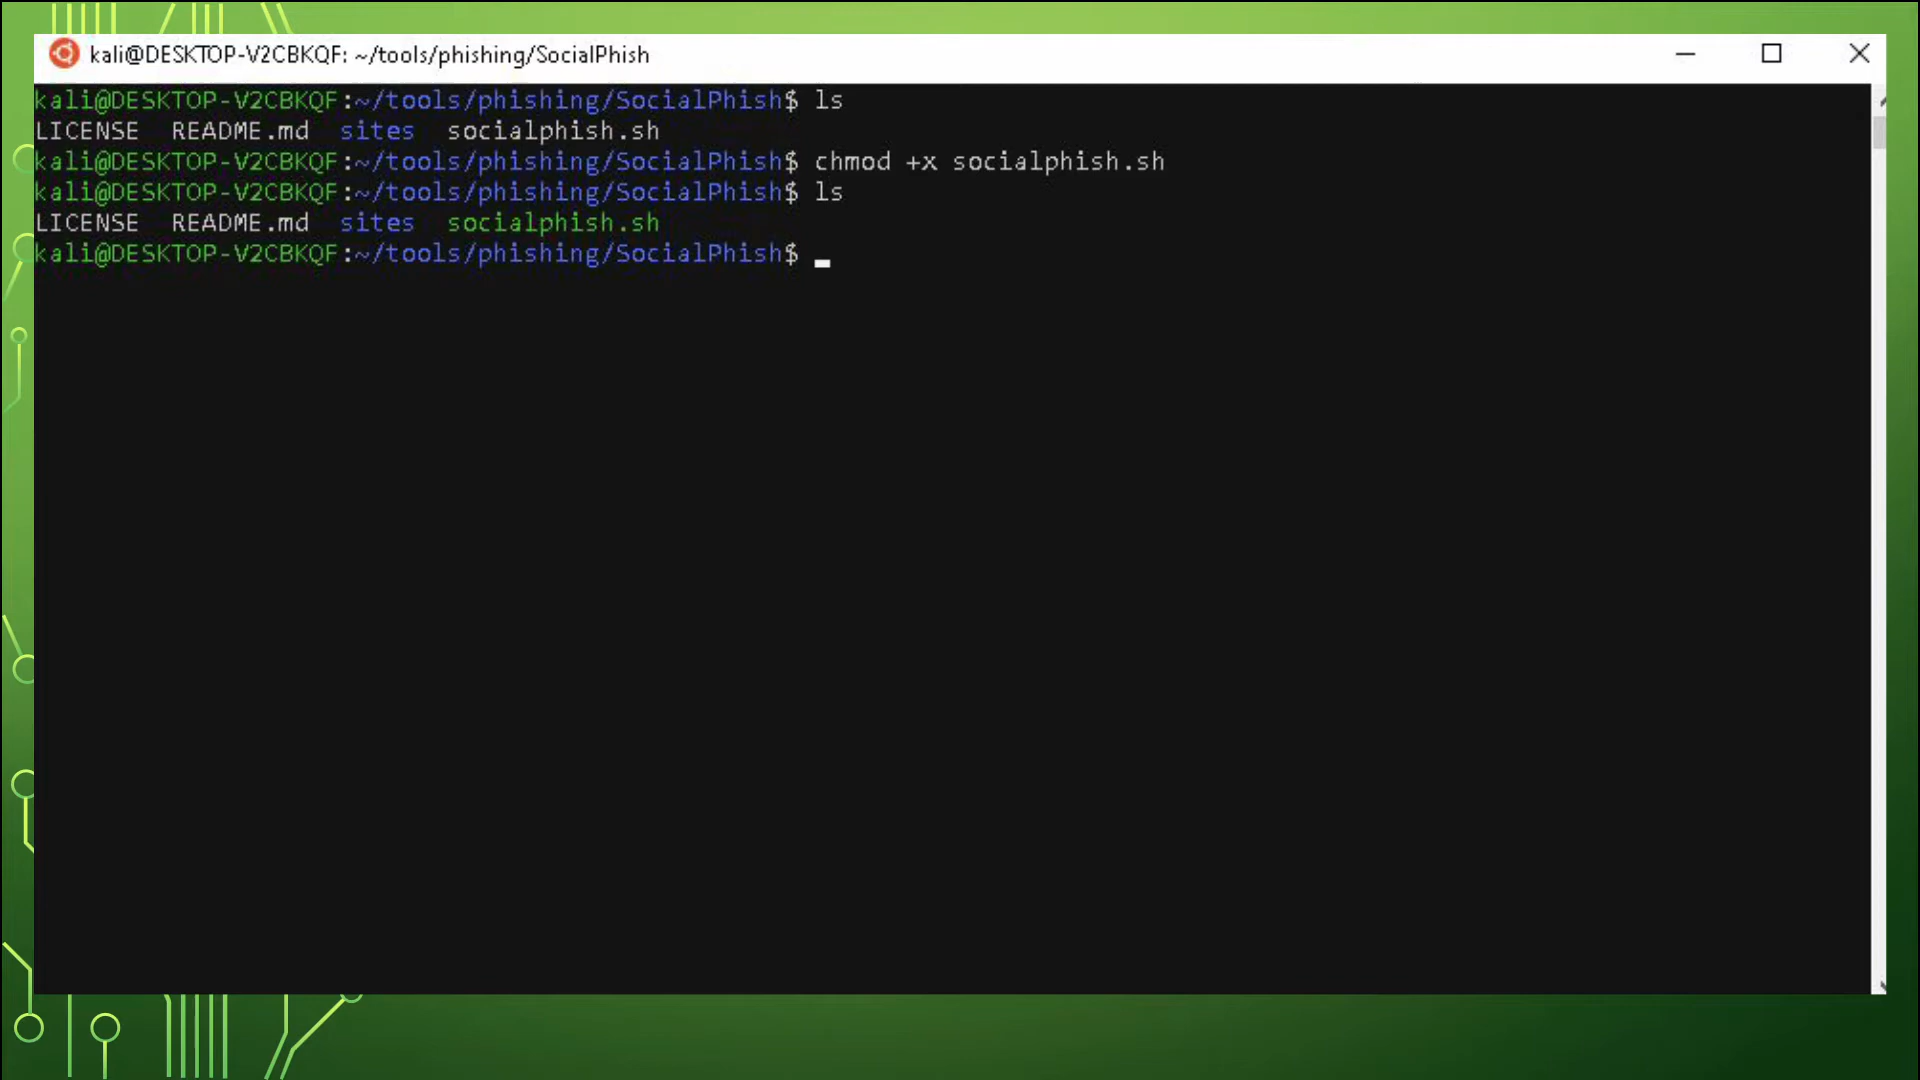 kali@DESKTOP-V2CBKQF: ~/tools/phishing/SocialPhish
kali@DESKTOP-V2CBKQF:~/tools/phishing/SocialPhish$ ls
LICENSE  README.md  sites  socialphish.sh
kali@DESKTOP-V2CBKQF:~/tools/phishing/SocialPhish$ chmod +x socialphish.sh
kali@DESKTOP-V2CBKQF:~/tools/phishing/SocialPhish$ ls
LICENSE  README.md  sites  socialphish.sh
kali@DESKTOP-V2CBKQF:~/tools/phishing/SocialPhish$